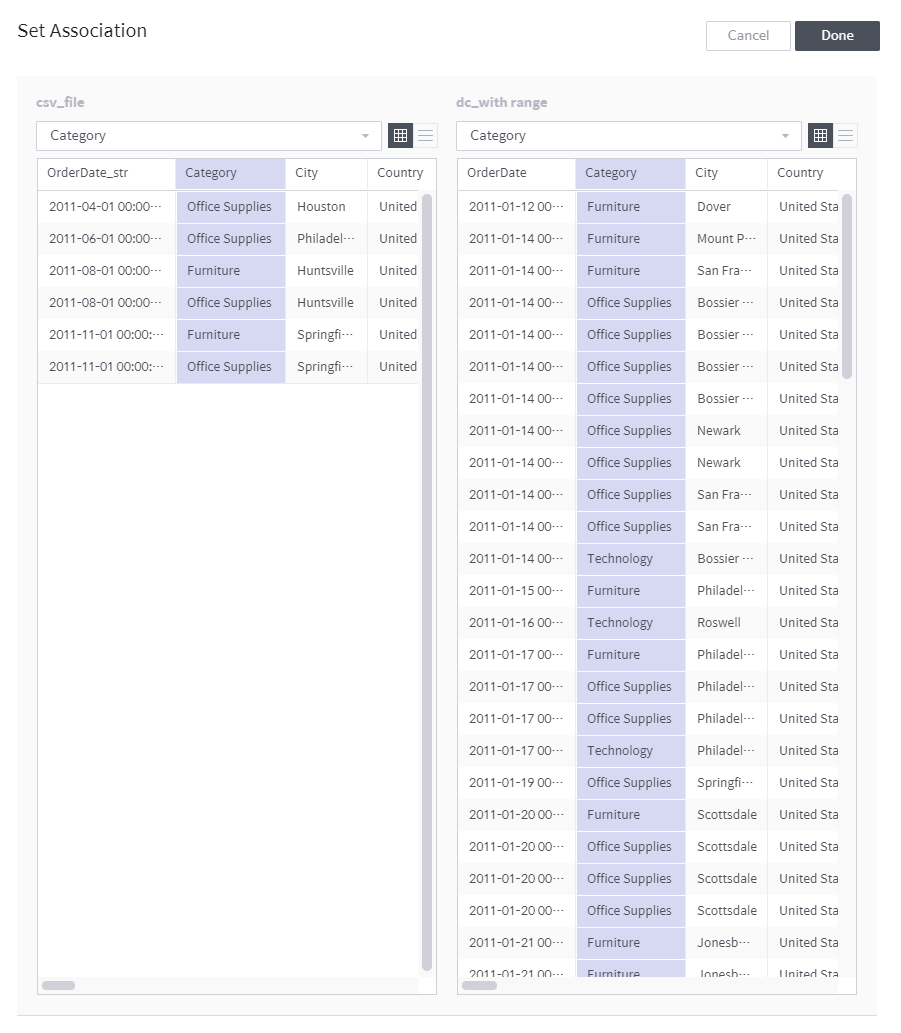 Set Association
Cancel
Done
csv_file
Category
OrderDate_str Category City Country
2011-04-01 00:00··· Office Supplies Houston United
2011-06-01 00:00··· Office Supplies Philadel··· United
2011-08-01 00:00··· Furniture Huntsville United
2011-08-01 00:00··· Office Supplies Huntsville United
2011-11-01 00:00:··· Furniture Springfi··· United
2011-11-01 00:00:··· Office Supplies Springfi··· United
dc_with range
Category
OrderDate Category City Country
2011-01-12 00··· Furniture Dover United Sta
2011-01-14 00··· Furniture Mount P··· United Sta
2011-01-14 00··· Furniture San Fra··· United Sta
2011-01-14 00··· Office Supplies Bossier ··· United Sta
2011-01-14 00··· Office Supplies Bossier ··· United Sta
2011-01-14 00··· Office Supplies Bossier ··· United Sta
2011-01-14 00··· Office Supplies Bossier ··· United Sta
2011-01-14 00··· Office Supplies Newark United Sta
2011-01-14 00··· Office Supplies Newark United Sta
2011-01-14 00··· Office Supplies San Fra··· United Sta
2011-01-14 00··· Office Supplies San Fra··· United Sta
2011-01-14 00··· Technology Bossier ··· United Sta
2011-01-15 00··· Furniture Philadel··· United Sta
2011-01-16 00··· Technology Roswell United Sta
2011-01-17 00··· Furniture Philadel··· United Sta
2011-01-17 00··· Office Supplies Philadel··· United Sta
2011-01-17 00··· Office Supplies Philadel··· United Sta
2011-01-17 00··· Technology Philadel··· United Sta
2011-01-19 00··· Office Supplies Springfi··· United Sta
2011-01-20 00··· Furniture Scottsdale United Sta
2011-01-20 00··· Office Supplies Scottsdale United Sta
2011-01-20 00··· Office Supplies Scottsdale United Sta
2011-01-20 00··· Office Supplies Scottsdale United Sta
2011-01-21 00··· Furniture Jonesb··· United Sta
2011-01-21 00··· Furniture Jonesb··· United Sta